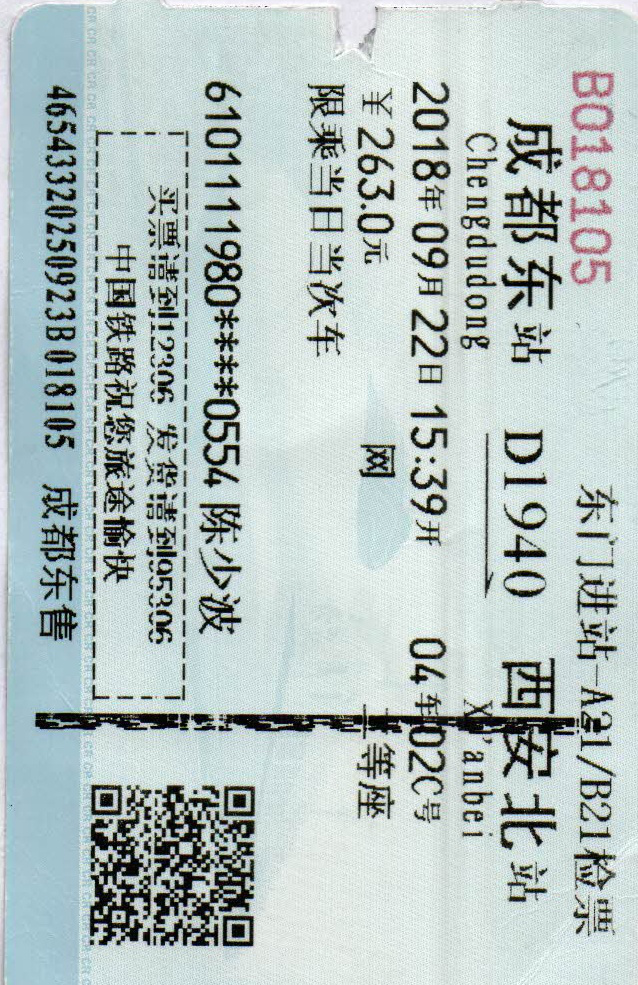 B018105
东门进站-A21/B21检票
成都东站 D1940 西安北站
Chengdudong Xi'anbei
2018年09月22日 15:39开 04车02C号
￥263.0元 网 等座
限乘当日当次车
6101111980****0554 陈少波
买票请到12306 发货请到95306
中国铁路祝您旅途愉快
46543320250923B018105 成都东售